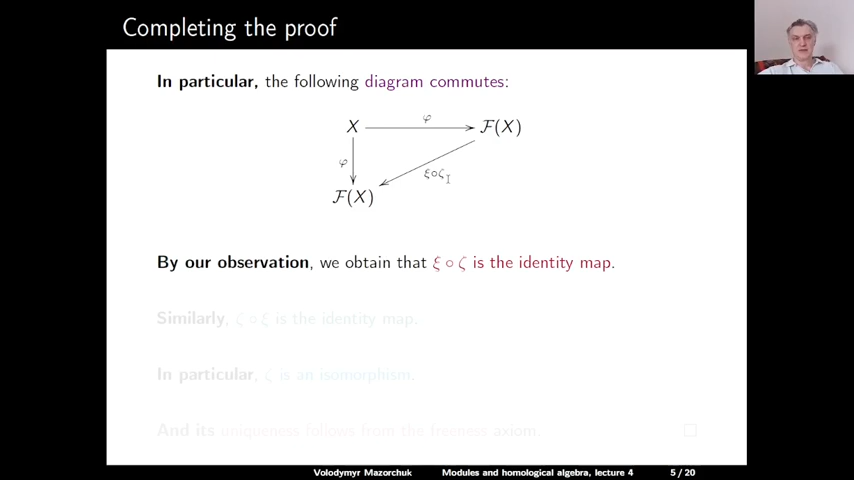 Completing the proof
In particular, the following diagram commutes:
X φ F(X)
φ
ξ∘ζ
F(X)
By our observation, we obtain that ξ ∘ ζ is the identity map.
Similarly, ζ ∘ ξ is the identity map.
In particular, ζ is an isomorphism.
And its uniqueness follows from the freeness axiom. □
Volodymyr Mazorchuk Modules and homological algebra, lecture 4 5 / 20